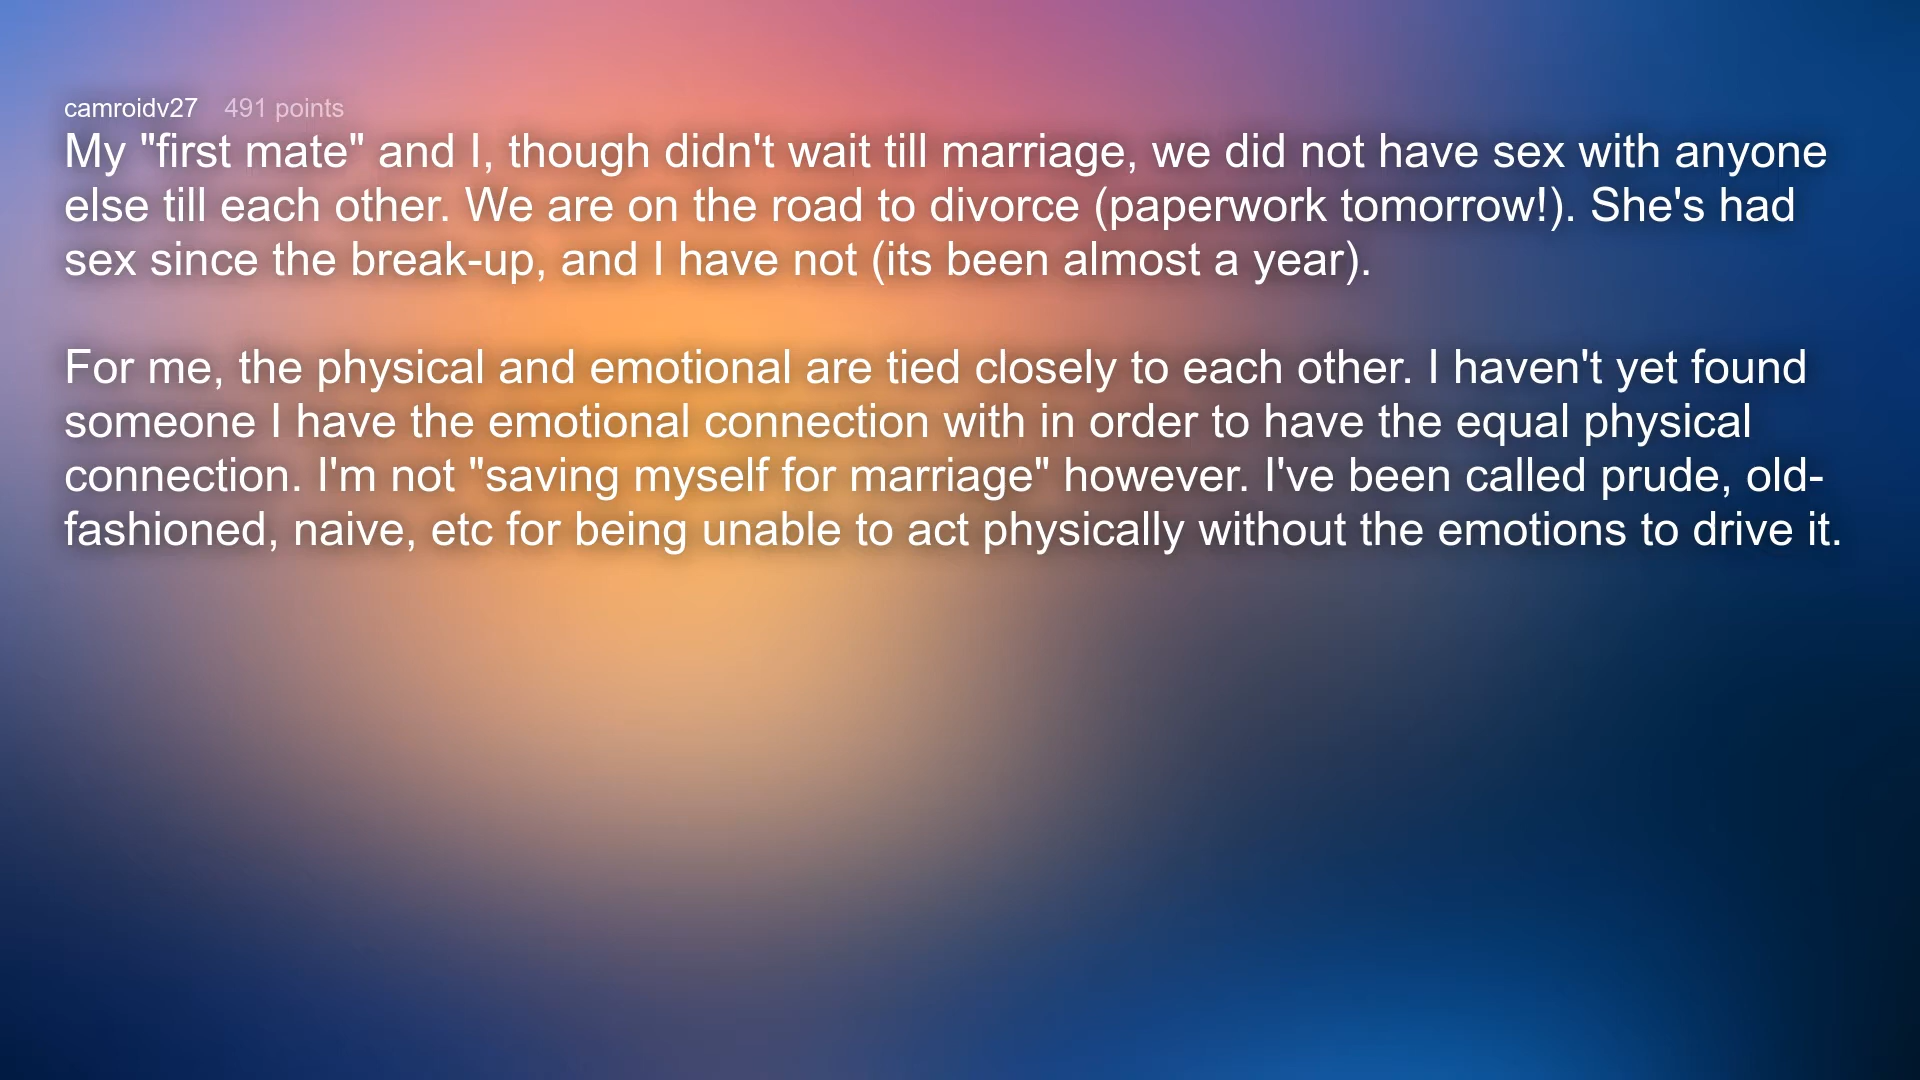 camroidv27 491 points
My "first mate" and I, though didn't wait till marriage, we did not have sex with anyone
else till each other. We are on the road to divorce (paperwork tomorrow!). She's had
sex since the break-up, and I have not (its been almost a year).
For me, the physical and emotional are tied closely to each other. I haven't yet found
someone I have the emotional connection with in order to have the equal physical
connection. I'm not "saving myself for marriage" however. I've been called prude, old-
fashioned, naive, etc for being unable to act physically without the emotions to drive it.